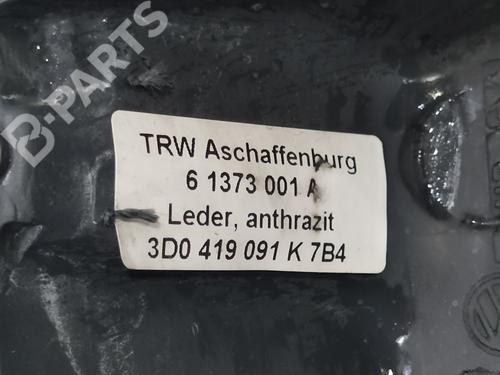 B-PARTS
TRW Aschaffenburg
6 1373 001 A
Leder, anthrazit
3D0 419 091 K 7B4